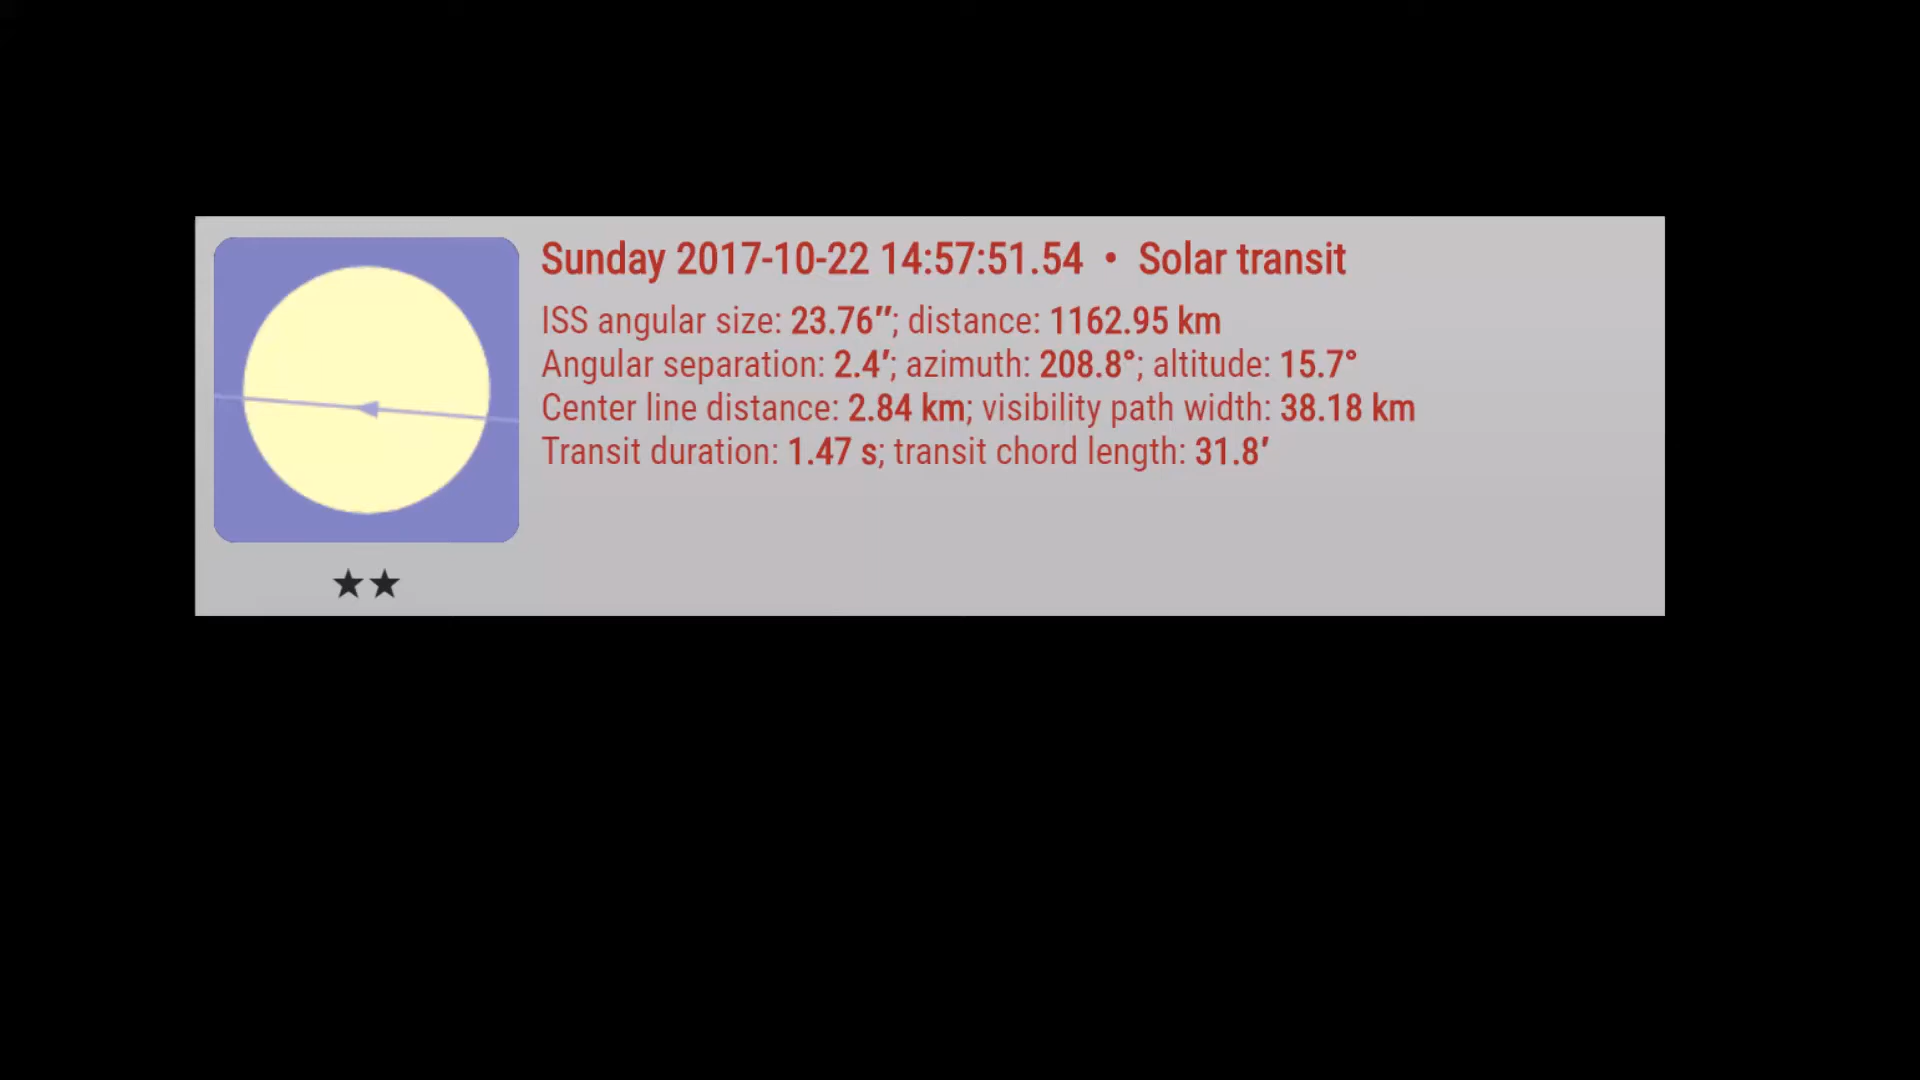 Sunday 2017-10-22 14:57:51.54 • Solar transit
ISS angular size: 23.76″; distance: 1162.95 km
Angular separation: 2.4′; azimuth: 208.8°; altitude: 15.7°
Center line distance: 2.84 km; visibility path width: 38.18 km
Transit duration: 1.47 s; transit chord length: 31.8′
★★